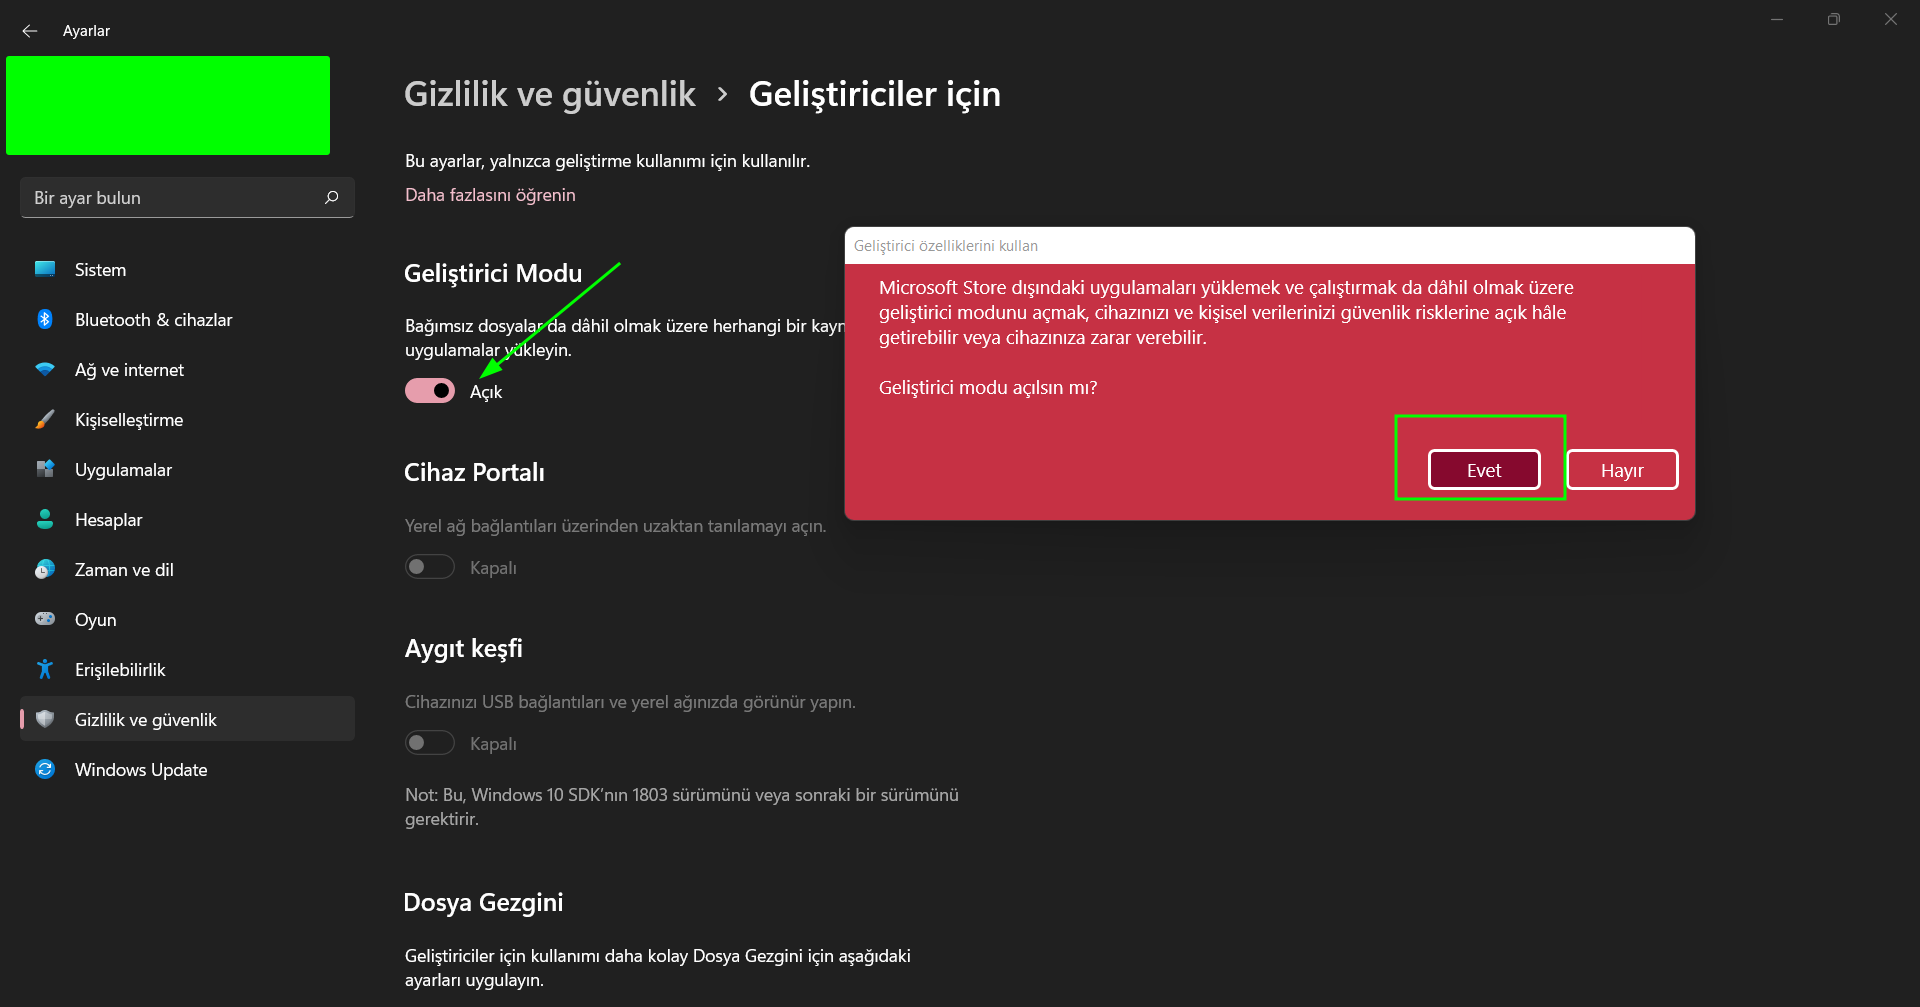 Ayarlar
Bir ayar bulun
Sistem
Bluetooth & cihazlar
Ağ ve internet
Kişiselleştirme
Uygulamalar
Hesaplar
Zaman ve dil
Oyun
Erişilebilirlik
Gizlilik ve güvenlik
Windows Update
Gizlilik ve güvenlik › Geliştiriciler için
Bu ayarlar, yalnızca geliştirme kullanımı için kullanılır.
Daha fazlasını öğrenin
Geliştirici Modu
Bağımsız dosyalar da dâhil olmak üzere herhangi bir
uygulamalar yükleyin.
Açık
Cihaz Portalı
Yerel ağ bağlantıları üzerinden uzaktan tanılamayı açın.
Kapalı
Aygıt keşfi
Cihazınızı USB bağlantıları ve yerel ağınızda görünür yapın.
Kapalı
Not: Bu, Windows 10 SDK'nın 1803 sürümünü veya sonraki bir sürümünü
gerektirir.
Dosya Gezgini
Geliştiriciler için kullanımı daha kolay Dosya Gezgini için aşağıdaki
ayarları uygulayın.
Geliştirici özelliklerini kullan
Microsoft Store dışındaki uygulamaları yüklemek ve çalıştırmak da dâhil olmak üzere
geliştirici modunu açmak, cihazınızı ve kişisel verilerinizi güvenlik risklerine açık hâle
getirebilir veya cihazınıza zarar verebilir.
Geliştirici modu açılsın mı?
Evet
Hayır